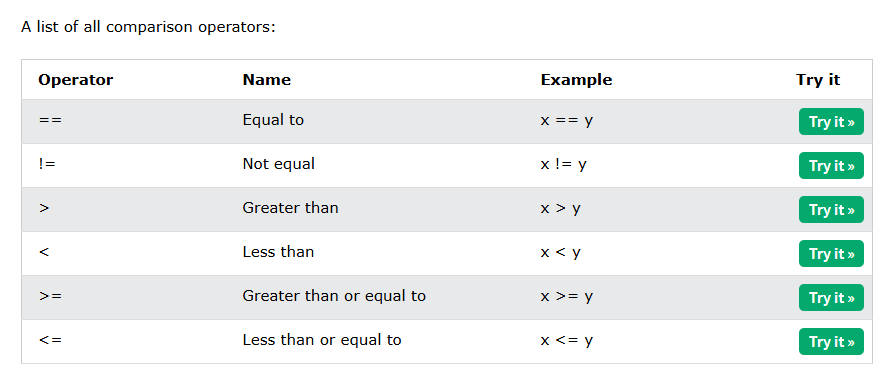 A list of all comparison operators:
Operator Name Example Try it
== Equal to x == y Try it »
!= Not equal x != y Try it »
> Greater than x > y Try it »
< Less than x < y Try it »
>= Greater than or equal to x >= y Try it »
<= Less than or equal to x <= y Try it »